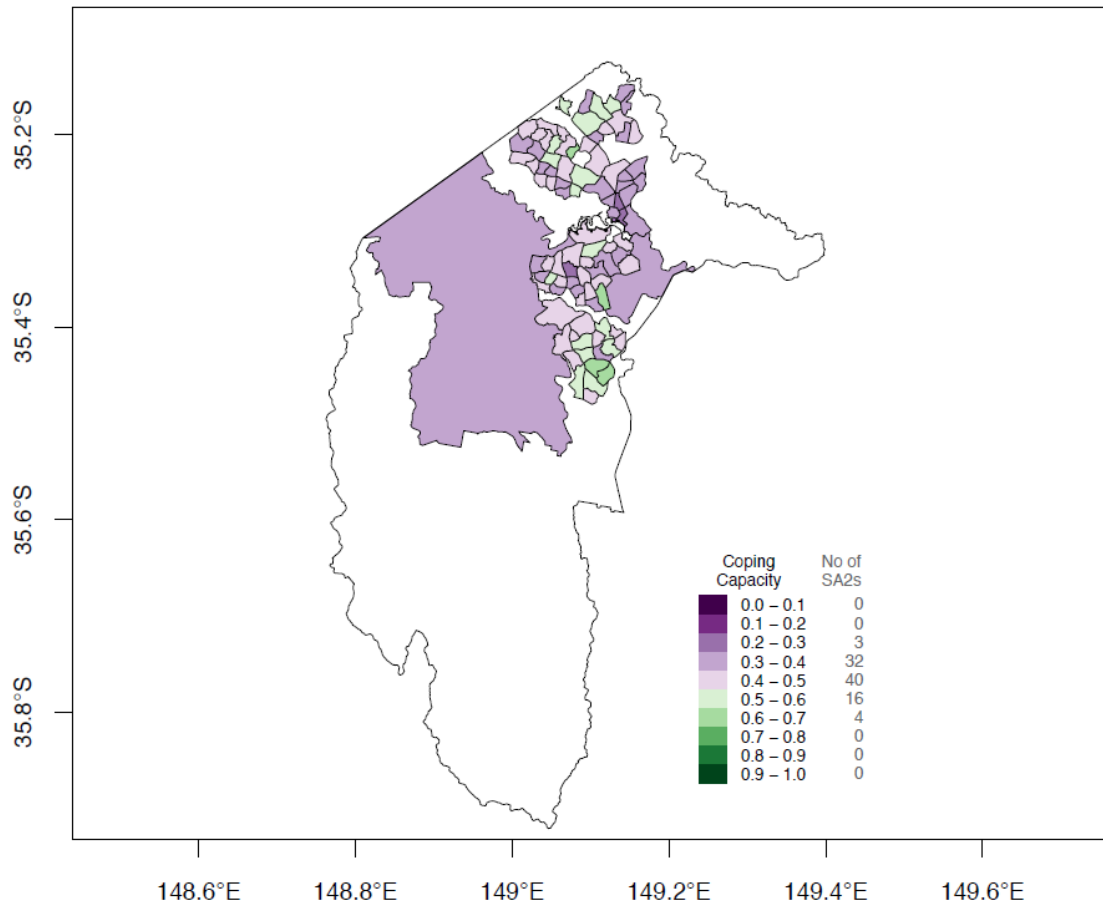 35.2°S
35.4°S
35.6°S
35.8°S
Coping No of
Capacity SA2s
0.0 – 0.1 0
0.1 – 0.2 0
0.2 – 0.3 3
0.3 – 0.4 32
0.4 – 0.5 40
0.5 – 0.6 16
0.6 – 0.7 4
0.7 – 0.8 0
0.8 – 0.9 0
0.9 – 1.0 0
148.6°E 148.8°E 149°E 149.2°E 149.4°E 149.6°E